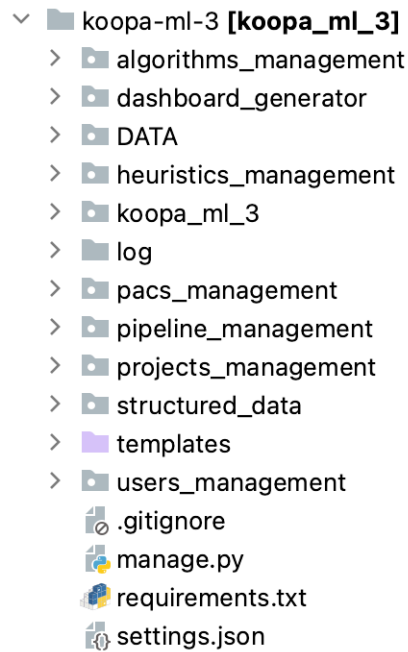 koopa-ml-3 [koopa_ml_3]
algorithms_management
dashboard_generator
DATA
heuristics_management
koopa_ml_3
log
pacs_management
pipeline_management
projects_management
structured_data
templates
users_management
.gitignore
manage.py
requirements.txt
settings.json